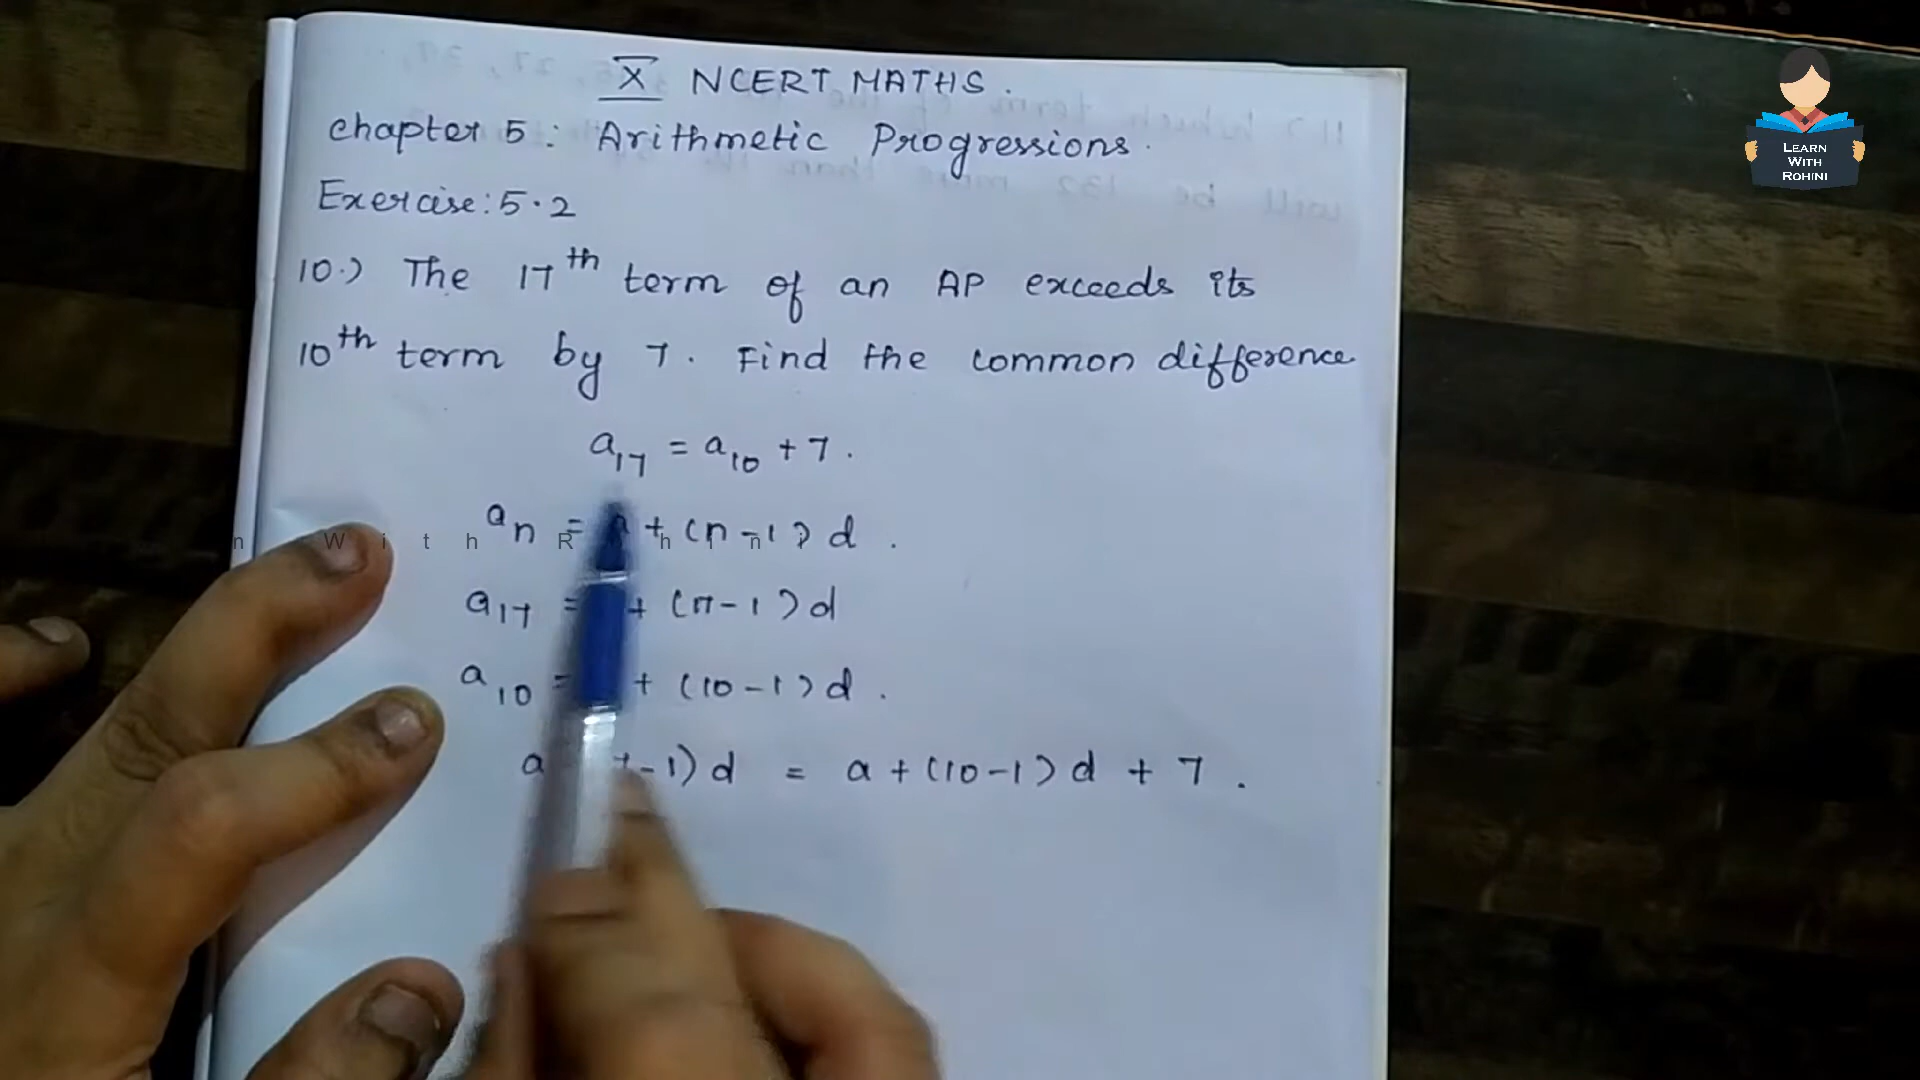 X NCERT MATHS.
Chapter 5: Arithmetic Progressions.
Exercise: 5.2
10.) The 17th term of an AP exceeds its
10th term by 7. Find the common difference
a17 = a10 + 7.
an = a + (n-1)d.
a17 = + (17-1)d
a10 = + (10-1)d.
a -1)d = a + (10-1)d + 7.
LEARN
WITH
ROHINI
n With Rohini